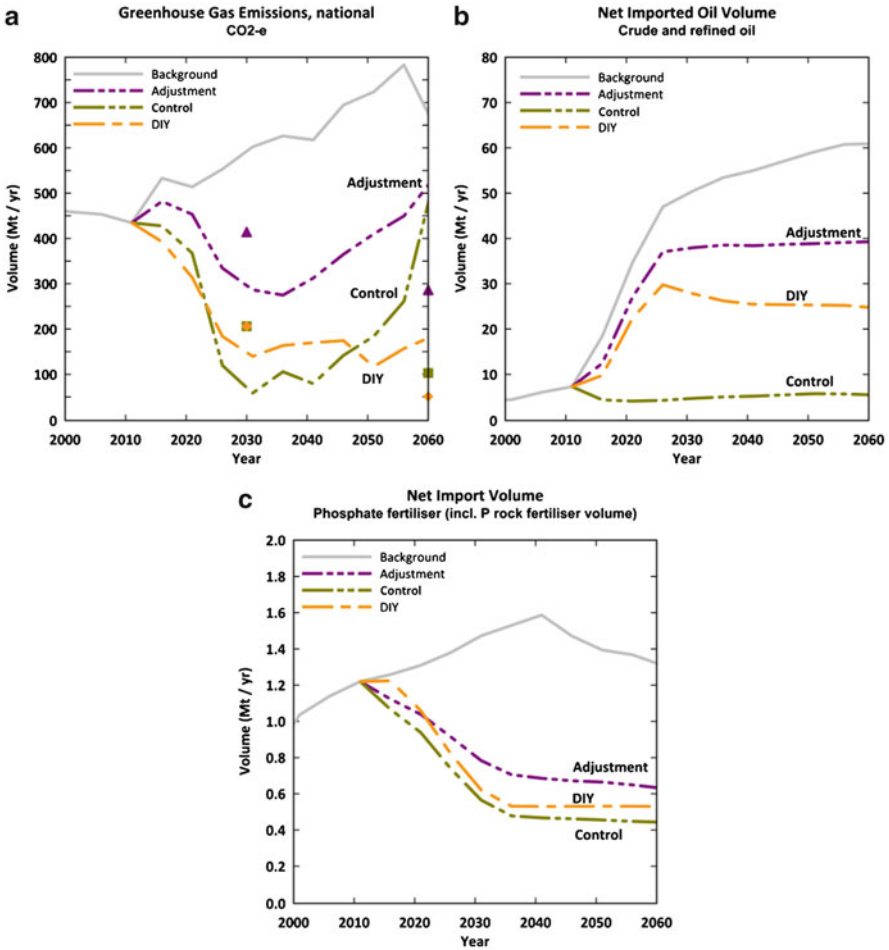 a
Greenhouse Gas Emissions, national
CO2-e
800
700
600
500
400
300
200
100
0
Volume (Mt / yr)
Background
Adjustment
Control
DIY
Adjustment
Control
DIY
2000 2010 2020 2030 2040 2050 2060
Year
b
Net Imported Oil Volume
Crude and refined oil
80
70
60
50
40
30
20
10
0
Volume (Mt / yr)
Background
Adjustment
Control
DIY
Adjustment
DIY
Control
2000 2010 2020 2030 2040 2050 2060
Year
c
Net Import Volume
Phosphate fertiliser (incl. P rock fertiliser volume)
2.0
1.8
1.6
1.4
1.2
1.0
0.8
0.6
0.4
0.2
0.0
Volume (Mt / yr)
Background
Adjustment
Control
DIY
Adjustment
DIY
Control
2000 2010 2020 2030 2040 2050 2060
Year